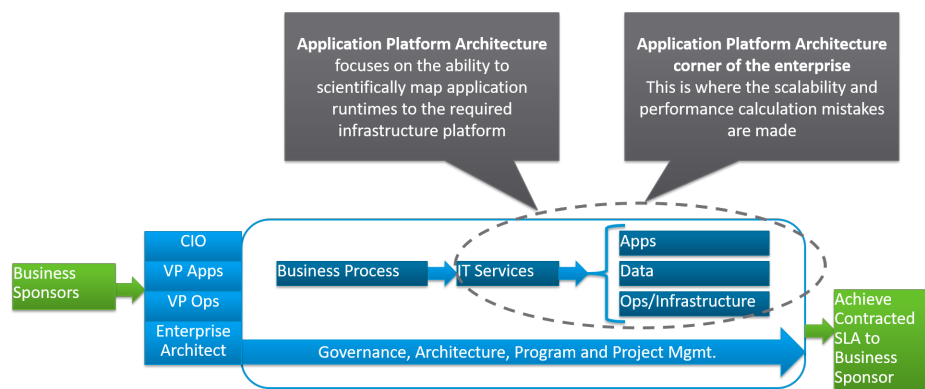 Application Platform Architecture
focuses on the ability to
scientifically map application
runtimes to the required
infrastructure platform
Application Platform Architecture
corner of the enterprise
This is where the scalability and
performance calculation mistakes
are made
Business
Sponsors
CIO
VP Apps
VP Ops
Enterprise
Architect
Business Process
IT Services
Apps
Data
Ops/Infrastructure
Governance, Architecture, Program and Project Mgmt.
Achieve
Contracted
SLA to
Business
Sponsor